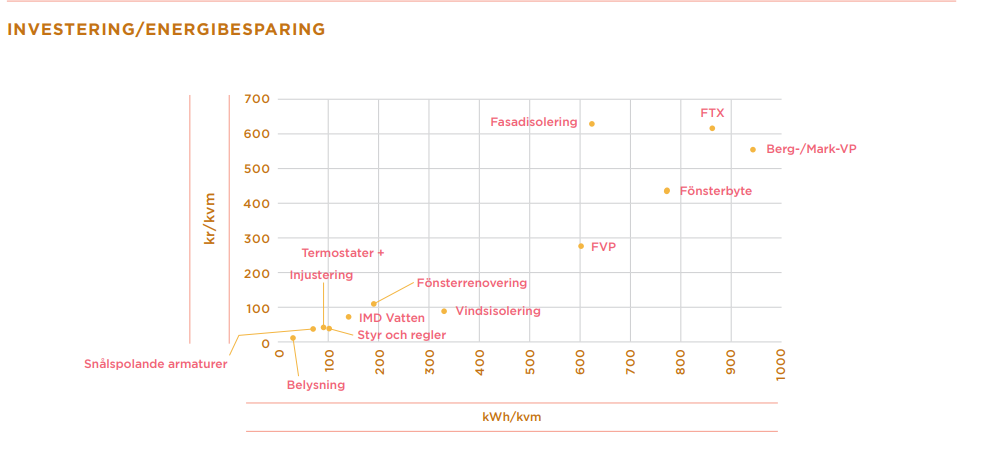 INVESTERING/ENERGIBESPARING
700
600
500
400
300
200
100
0
kr/kvm
Fasadisolering
FTX
Berg-/Mark-VP
Fönsterbyte
FVP
Termostater +
Injustering
Fönsterrenovering
Vindsisolering
IMD Vatten
Styr och regler
Snålspolande armaturer
Belysning
0
100
200
300
400
500
600
700
800
900
1000
kWh/kvm